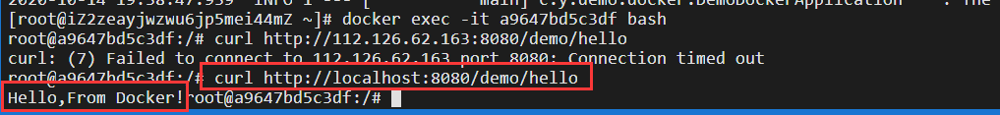 2020-10-14 19:38:47.939  INFO 1 --- [           main] c.y.demo.docker.DemoDockerApplication    : The
[root@iZ2zeayjwzwu6jp5mei44mZ ~]# docker exec -it a9647bd5c3df bash
root@a9647bd5c3df:/# curl http://112.126.62.163:8080/demo/hello
curl: (7) Failed to connect to 112.126.62.163 port 8080: Connection timed out
root@a9647bd5c3df:/# curl http://localhost:8080/demo/hello
Hello,From Docker!root@a9647bd5c3df:/#